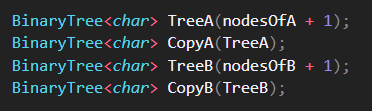 BinaryTree<char> TreeA(nodesOfA + 1);
BinaryTree<char> CopyA(TreeA);
BinaryTree<char> TreeB(nodesOfB + 1);
BinaryTree<char> CopyB(TreeB);